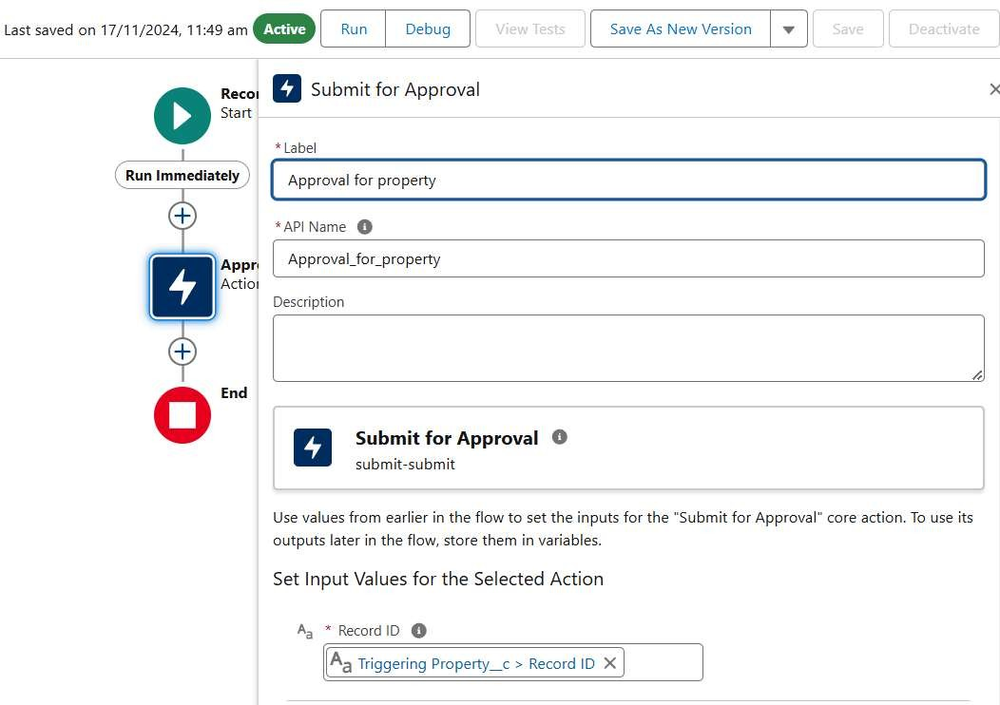 Last saved on 17/11/2024, 11:49 am Active Run Debug View Tests Save As New Version Save Deactivate
Submit for Approval
Start
Run Immediately
Action
End
* Label
Approval for property
* API Name
Approval_for_property
Description
Submit for Approval
submit-submit
Use values from earlier in the flow to set the inputs for the "Submit for Approval" core action. To use its
outputs later in the flow, store them in variables.
Set Input Values for the Selected Action
Aa * Record ID
Aa Triggering Property__c > Record ID